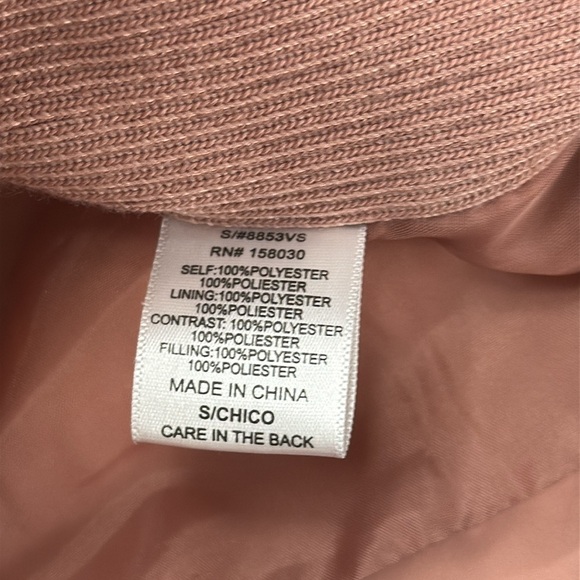 S/#8853VS
RN# 158030
SELF:100%POLYESTER
100%POLIESTER
LINING:100%POLYESTER
100%POLIESTER
CONTRAST: 100%POLYESTER
100%POLIESTER
FILLING:100%POLYESTER
100%POLIESTER
MADE IN CHINA
S/CHICO
CARE IN THE BACK